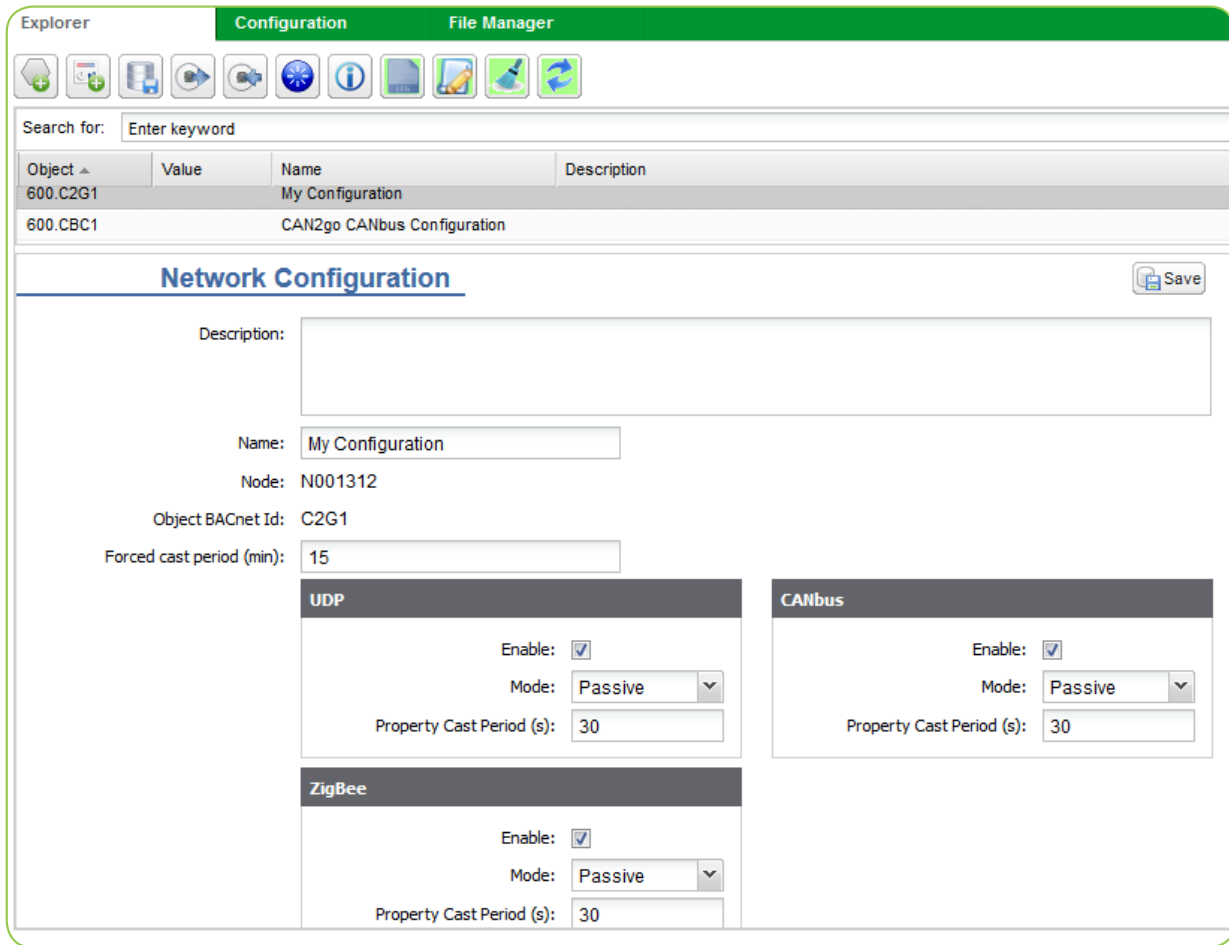 Explorer Configuration File Manager
Search for: Enter keyword
Object Value Name Description
600.C2G1 My Configuration
600.CBC1 CAN2go CANbus Configuration
Network Configuration Save
Description:
Name: My Configuration
Node: N001312
Object BACnet Id: C2G1
Forced cast period (min): 15
UDP CANbus
Enable: Enable:
Mode: Passive Mode: Passive
Property Cast Period (s): 30 Property Cast Period (s): 30
ZigBee
Enable:
Mode: Passive
Property Cast Period (s): 30